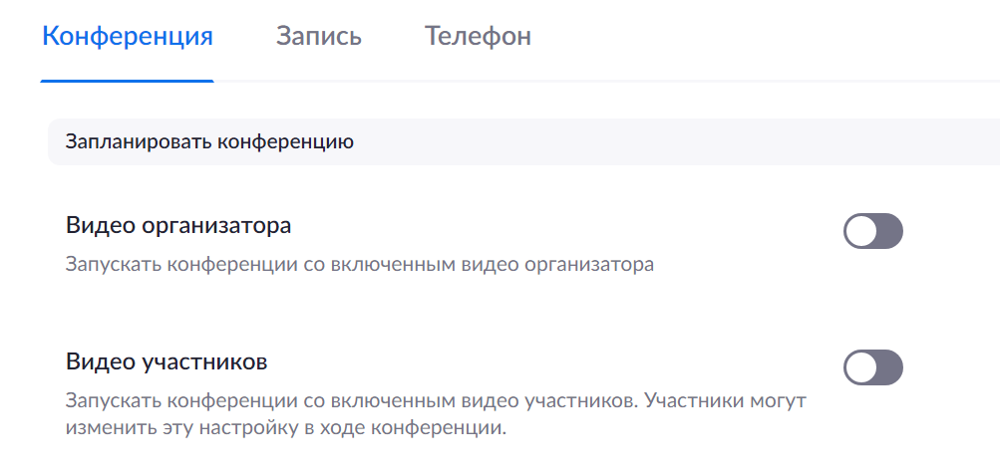 Конференция Запись Телефон
Запланировать конференцию
Видео организатора
Запускать конференции со включенным видео организатора
Видео участников
Запускать конференции со включенным видео участников. Участники могут
изменить эту настройку в ходе конференции.